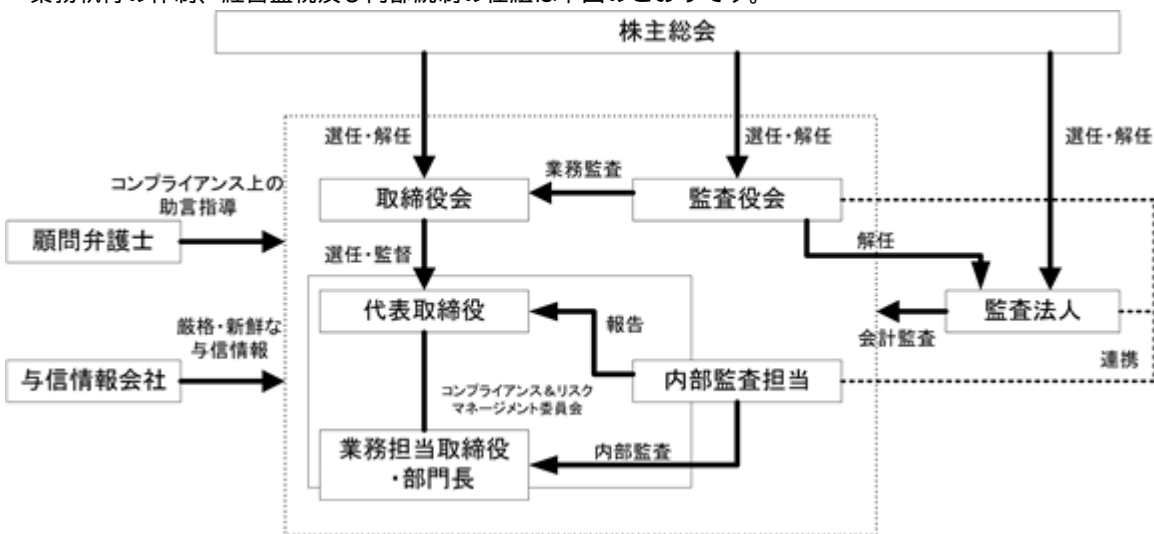 業務執行の体制、経営監視及び内部統制の仕組は下図のとおりです。
株主総会
選任・解任
選任・解任
選任・解任
コンプライアンス上の
助言指導
業務監査
取締役会
監査役会
顧問弁護士
解任
選任・監督
代表取締役
監査法人
厳格・新鮮な
与信情報
報告
会計監査
連携
与信情報会社
内部監査担当
コンプライアンス&リスク
マネージメント委員会
業務担当取締役
・部門長
内部監査